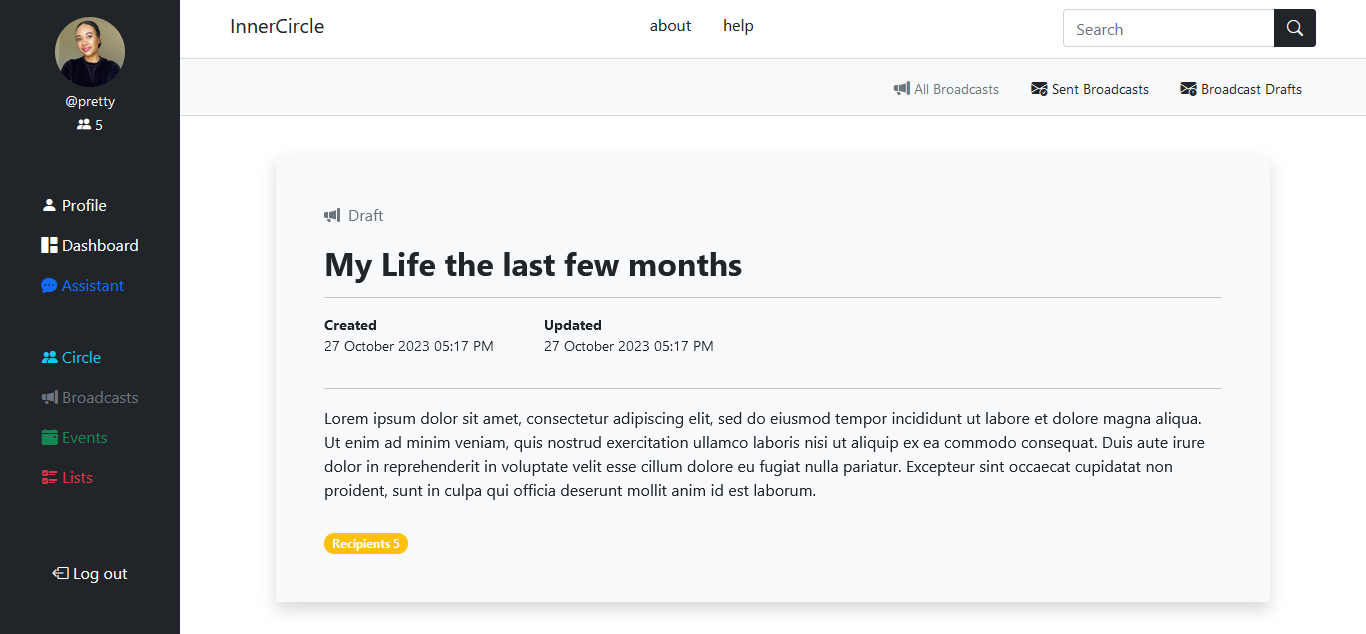 @pretty
5
Profile
Dashboard
Assistant
Circle
Broadcasts
Events
Lists
Log out
InnerCircle
about
help
Search
All Broadcasts
Sent Broadcasts
Broadcast Drafts
Draft
My Life the last few months
Created
27 October 2023 05:17 PM
Updated
27 October 2023 05:17 PM
Lorem ipsum dolor sit amet, consectetur adipiscing elit, sed do eiusmod tempor incididunt ut labore et dolore magna aliqua.
Ut enim ad minim veniam, quis nostrud exercitation ullamco laboris nisi ut aliquip ex ea commodo consequat. Duis aute irure
dolor in reprehenderit in voluptate velit esse cillum dolore eu fugiat nulla pariatur. Excepteur sint occaecat cupidatat non
proident, sunt in culpa qui officia deserunt mollit anim id est laborum.
Recipients 5